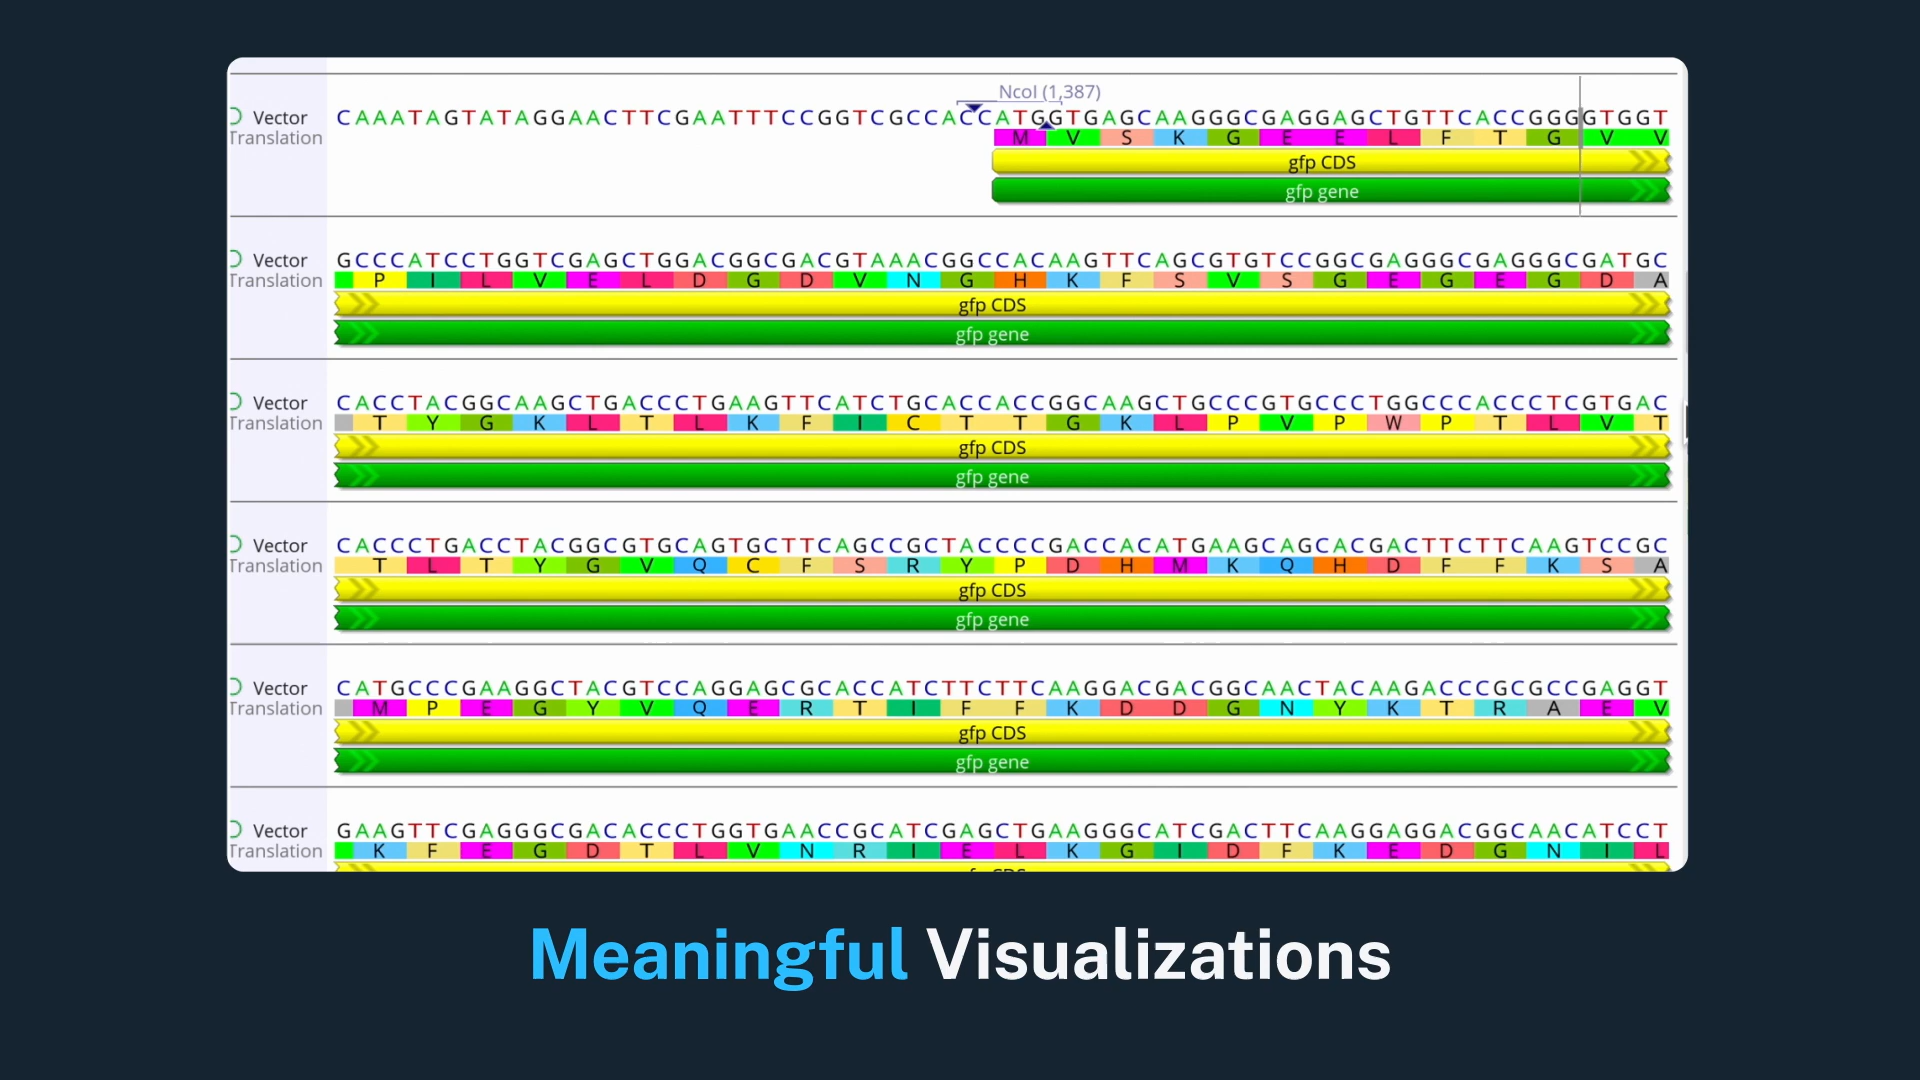 NcoI (1,387)
Vector CAAATAGTATAGGAACTTCGAATTTCCGGTCGCCACCATGGTGAGCAAGGGCGAGGAGCTGTTCACCGGGGTGGT
Translation M V S K G E E L F T G V V
gfp CDS
gfp gene
Vector GCCCATCCTGGTCGAGCTGGACGGCGACGTAAACGGCCACAAGTTCAGCGTGTCCGGCGAGGGCGAGGGCGATGC
Translation P I L V E L D G D V N G H K F S V S G E G E G D A
gfp CDS
gfp gene
Vector CACCTACGGCAAGCTGACCCTGAAGTTCATCTGCACCACCGGCAAGCTGCCCGTGCCCTGGCCCACCCTCGTGAC
Translation T Y G K L T L K F I C T T G K L P V P W P T L V T
gfp CDS
gfp gene
Vector CACCCTGACCTACGGCGTGCAGTGCTTCAGCCGCTACCCCGACCACATGAAGCAGCACGACTTCTTCAAGTCCGC
Translation T L T Y G V Q C F S R Y P D H M K Q H D F F K S A
gfp CDS
gfp gene
Vector CATGCCCGAAGGCTACGTCCAGGAGCGCACCATCTTCTTCAAGGACGACGGCAACTACAAGACCCGCGCCGAGGT
Translation M P E G Y V Q E R T I F F K D D G N Y K T R A E V
gfp CDS
gfp gene
Vector GAAGTTCGAGGGCGACACCCTGGTGAACCGCATCGAGCTGAAGGGCATCGACTTCAAGGAGGACGGCAACATCCT
Translation K F E G D T L V N R I E L K G I D F K E D G N I L
Meaningful Visualizations